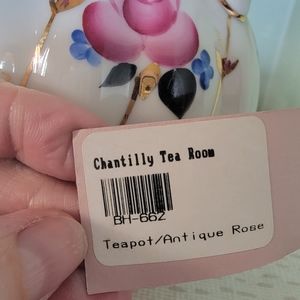 Chantilly Tea Room
BH-662
Teapot/Antique Rose